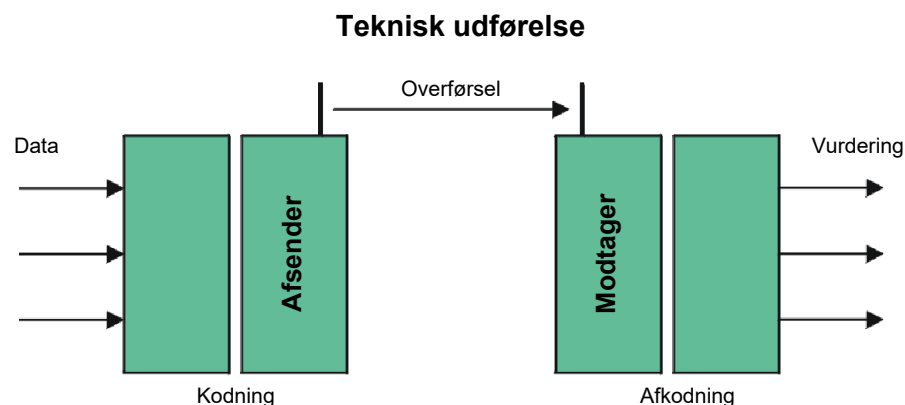 Teknisk udførelse
Overførsel
Data
Vurdering
Afsender
Modtager
Kodning
Afkodning